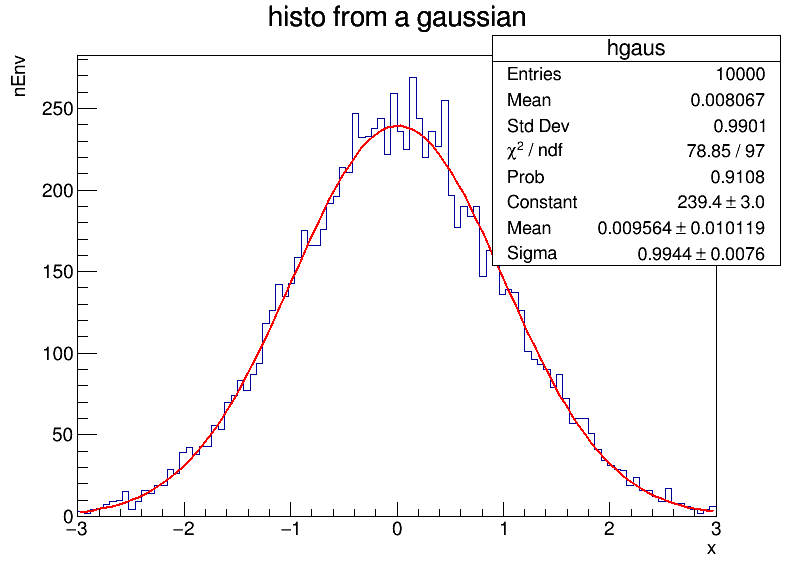 histo from a gaussian
hgaus
Entries 10000
Mean 0.008067
Std Dev 0.9901
χ² / ndf 78.85 / 97
Prob 0.9108
Constant 239.4 ± 3.0
Mean 0.009564 ± 0.010119
Sigma 0.9944 ± 0.0076
nEnv
250
200
150
100
50
0
−3 −2 −1 0 1 2 3
x